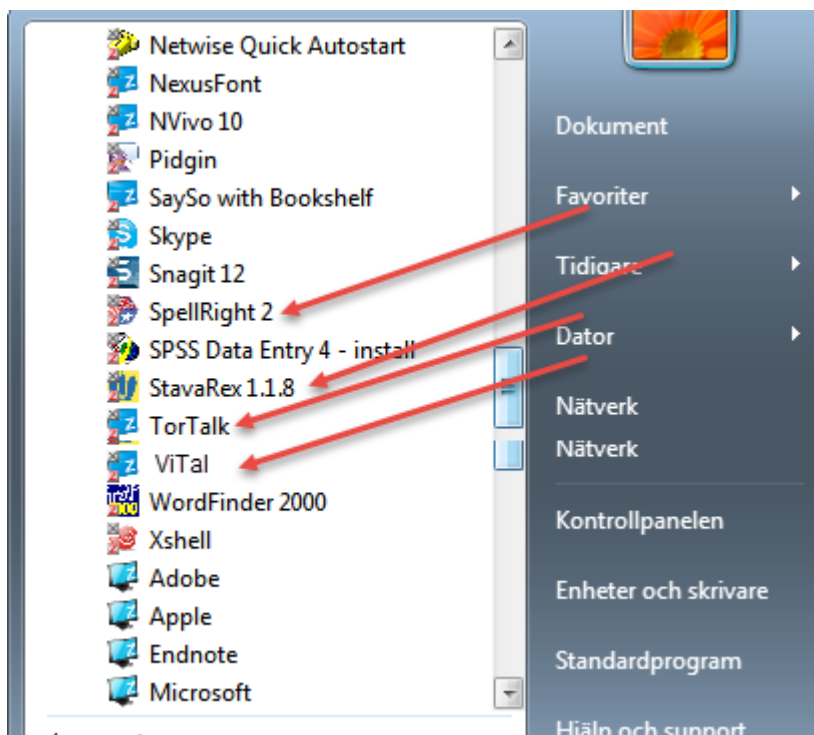 Netwise Quick Autostart
NexusFont
NVivo 10
Pidgin
SaySo with Bookshelf
Skype
Snagit 12
SpellRight 2
SPSS Data Entry 4 - install
StavaRex 1.1.8
TorTalk
ViTal
WordFinder 2000
Xshell
Adobe
Apple
Endnote
Microsoft
Dokument
Favoriter
Tidigare
Dator
Nätverk
Nätverk
Kontrollpanelen
Enheter och skrivare
Standardprogram
Hjälp och support